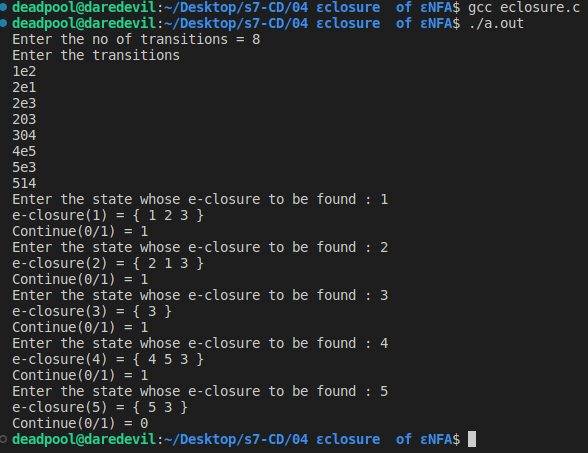 deadpool@daredevil:~/Desktop/s7-CD/04 εclosure  of εNFA$ gcc eclosure.c
deadpool@daredevil:~/Desktop/s7-CD/04 εclosure  of εNFA$ ./a.out
Enter the no of transitions = 8
Enter the transitions
1e2
2e1
2e3
203
304
4e5
5e3
514
Enter the state whose e-closure to be found : 1
e-closure(1) = { 1 2 3 }
Continue(0/1) = 1
Enter the state whose e-closure to be found : 2
e-closure(2) = { 2 1 3 }
Continue(0/1) = 1
Enter the state whose e-closure to be found : 3
e-closure(3) = { 3 }
Continue(0/1) = 1
Enter the state whose e-closure to be found : 4
e-closure(4) = { 4 5 3 }
Continue(0/1) = 1
Enter the state whose e-closure to be found : 5
e-closure(5) = { 5 3 }
Continue(0/1) = 0
deadpool@daredevil:~/Desktop/s7-CD/04 εclosure  of εNFA$